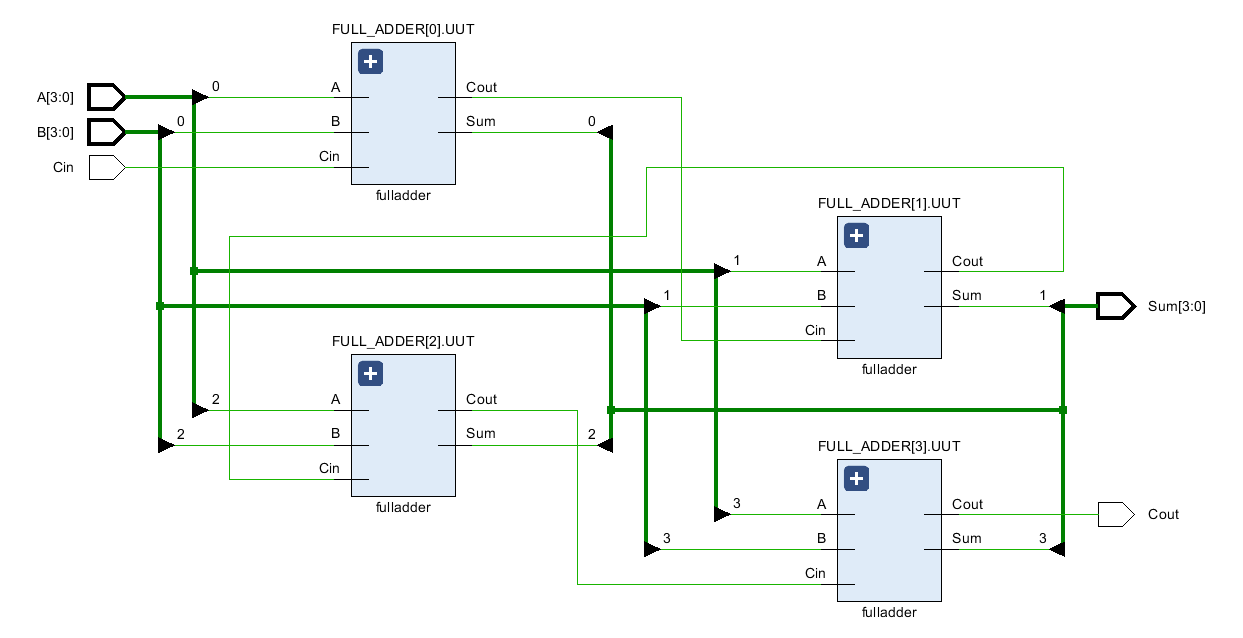 FULL_ADDER[0].UUT
A[3:0]
0
A
Cout
B[3:0]
0
B
Sum
0
Cin
Cin
fulladder
FULL_ADDER[1].UUT
1
A
Cout
1
B
Sum
1
Sum[3:0]
Cin
fulladder
FULL_ADDER[2].UUT
2
A
Cout
2
B
Sum
2
Cin
fulladder
FULL_ADDER[3].UUT
3
A
Cout
Cout
3
B
Sum
3
Cin
fulladder